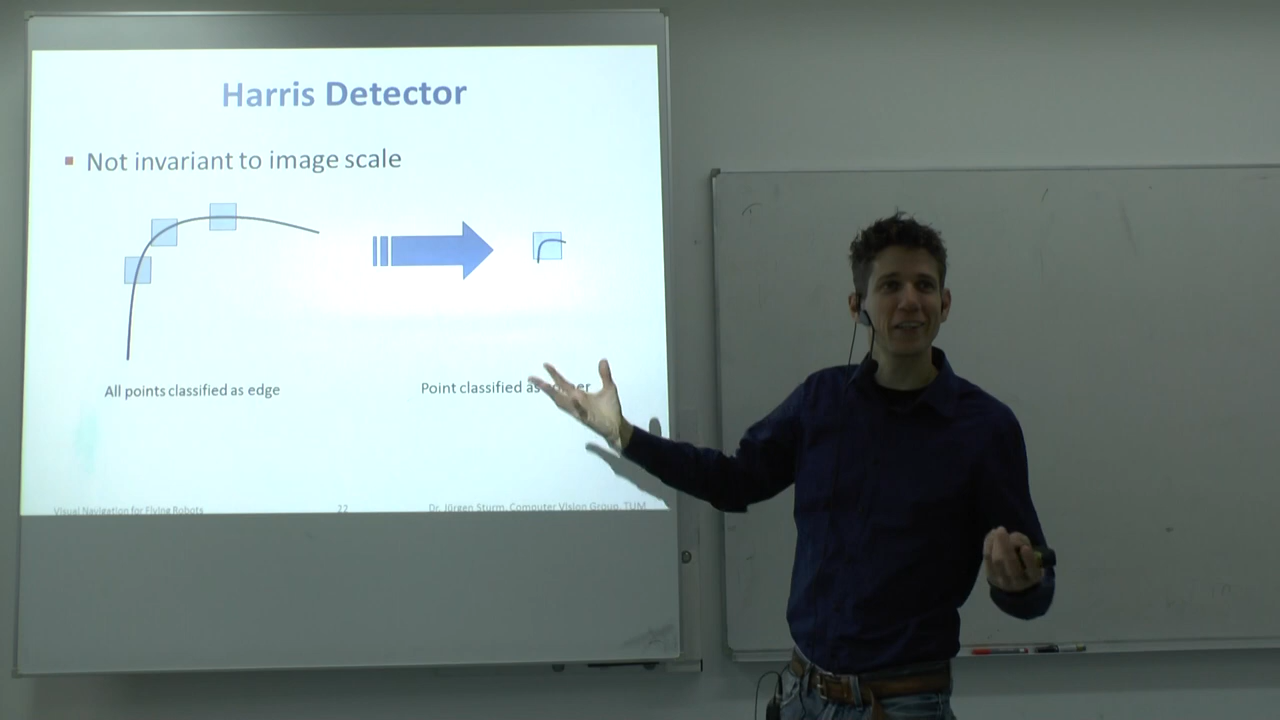 Harris Detector
Not invariant to image scale
All points classified as edge
Point classified as
Visual Navigation for Flying Robots
22
Dr. Jürgen Sturm, Computer Vision Group, TUM